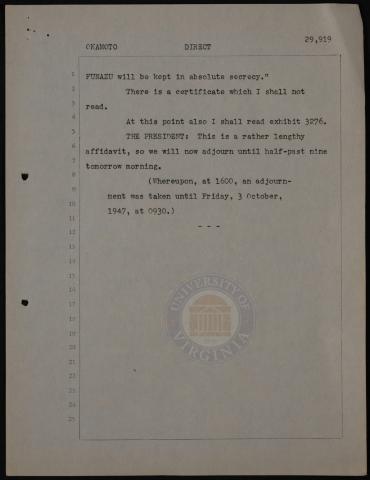 29,919
OKAMOTO DIRECT
1 FUNAZU will be kept in absolute secrecy."
2 There is a certificate which I shall not
3 read.
4 At this point also I shall read exhibit 3276.
5 THE PRESIDENT: This is a rather lengthy
6 affidavit, so we will now adjourn until half-past nine
7 tomorrow morning.
8 (Whereupon, at 1600, an adjourn-
9 ment was taken until Friday, 3 October,
10 1947, at 0930.)
11 - - -
12
13
14
15
16
17
18
19
20
21
22
23
24
25
UNIVERSITY OF VIRGINIA